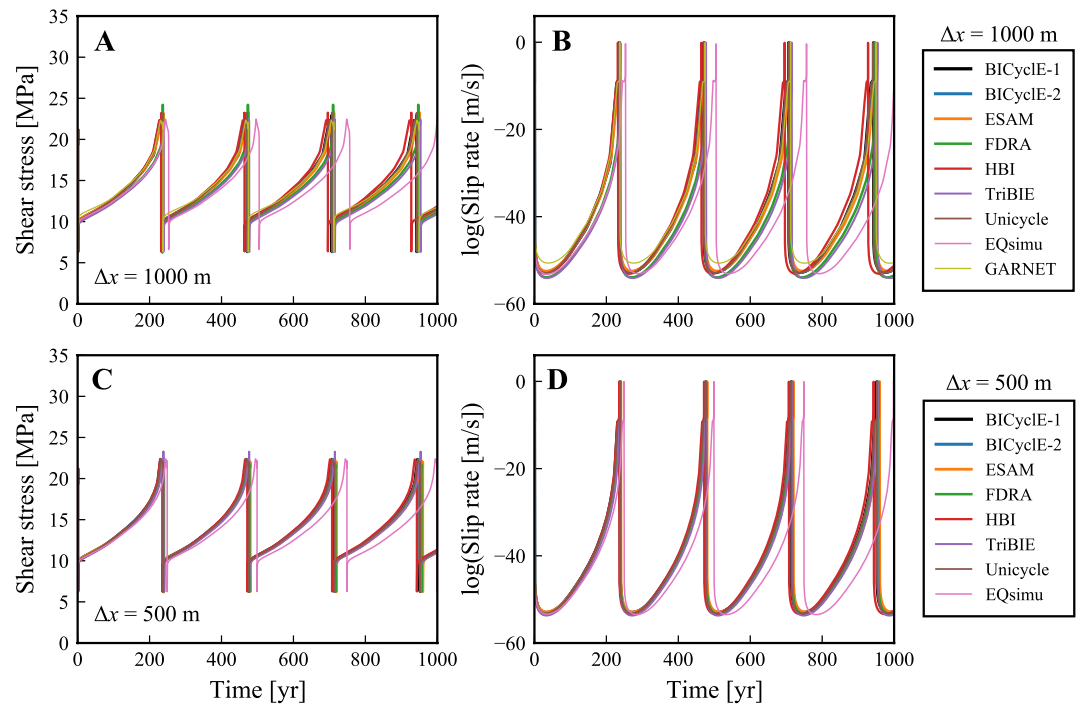 A
Shear stress [MPa]
35
30
25
20
15
10
5
0
Δx = 1000 m
0
200
400
600
800
1000
B
log(Slip rate [m/s])
0
−20
−40
−60
0
200
400
600
800
1000
Δx = 1000 m
BICyclE-1
BICyclE-2
ESAM
FDRA
HBI
TriBIE
Unicycle
EQsimu
GARNET
C
Shear stress [MPa]
35
30
25
20
15
10
5
0
Δx = 500 m
0
200
400
600
800
1000
Time [yr]
D
log(Slip rate [m/s])
0
−20
−40
−60
0
200
400
600
800
1000
Time [yr]
Δx = 500 m
BICyclE-1
BICyclE-2
ESAM
FDRA
HBI
TriBIE
Unicycle
EQsimu